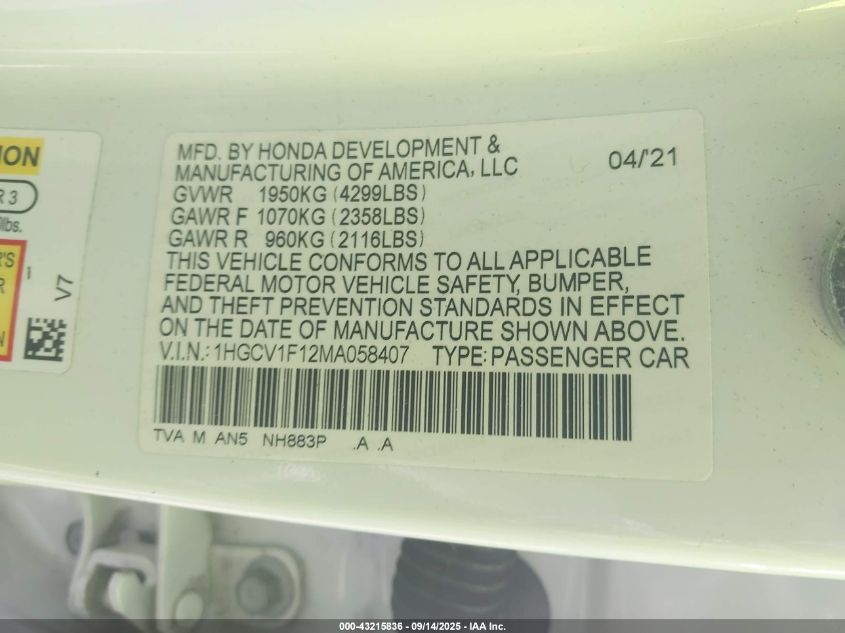 ION
R 3
lbs.
R'S
R
N
V7
MFD. BY HONDA DEVELOPMENT &
MANUFACTURING OF AMERICA, LLC 04/'21
GVWR 1950KG (4299LBS)
GAWR F 1070KG (2358LBS)
GAWR R 960KG (2116LBS)
THIS VEHICLE CONFORMS TO ALL APPLICABLE
FEDERAL MOTOR VEHICLE SAFETY, BUMPER,
AND THEFT PREVENTION STANDARDS IN EFFECT
ON THE DATE OF MANUFACTURE SHOWN ABOVE.
V.I.N.: 1HGCV1F12MA058407 TYPE: PASSENGER CAR
TVA M AN5 NH883P .A .A
000-43215836 - 09/14/2025 - IAA Inc.